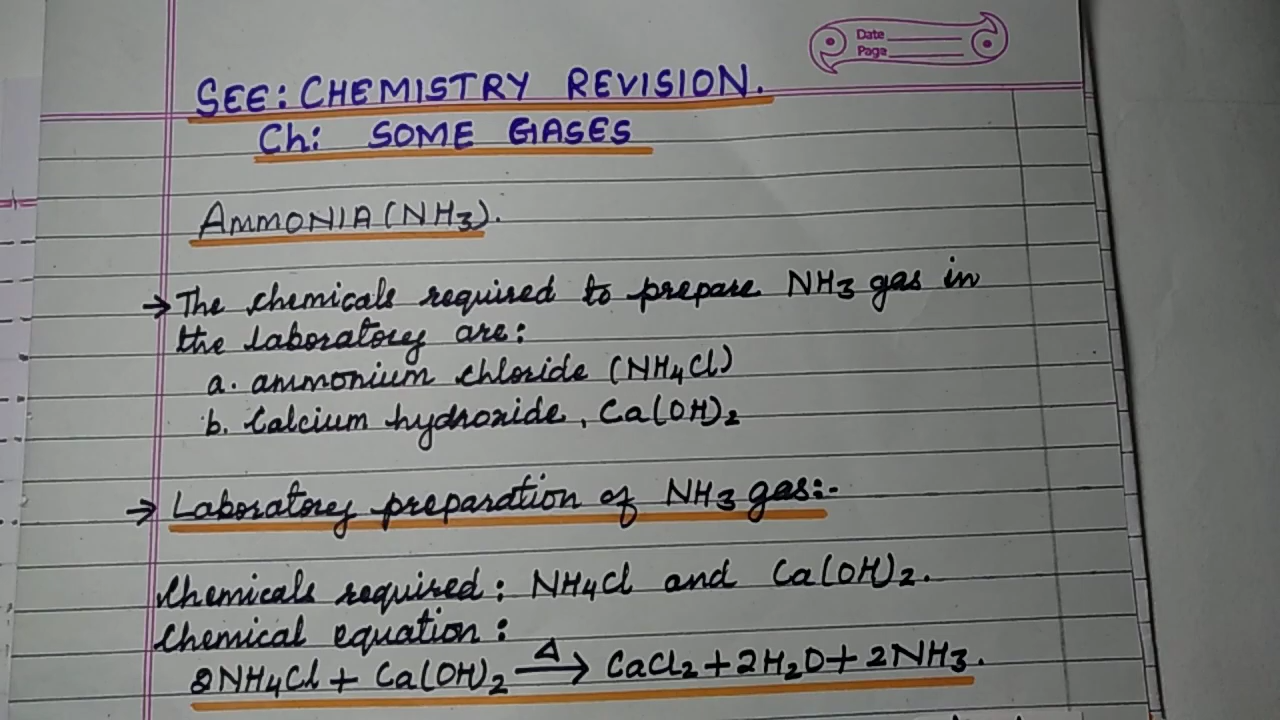 Date
Page
SEE: CHEMISTRY REVISION.
Ch: SOME GASES
AMMONIA (NH3).
→ The chemicals required to prepare NH3 gas in
the laboratory are:
a. ammonium chloride (NH4Cl)
b. Calcium hydroxide, Ca(OH)2
→ Laboratory preparation of NH3 gas:-
Chemicals required: NH4Cl and Ca(OH)2.
Chemical equation:
2NH4Cl + Ca(OH)2 —Δ→ CaCl2 + 2H2O + 2NH3.